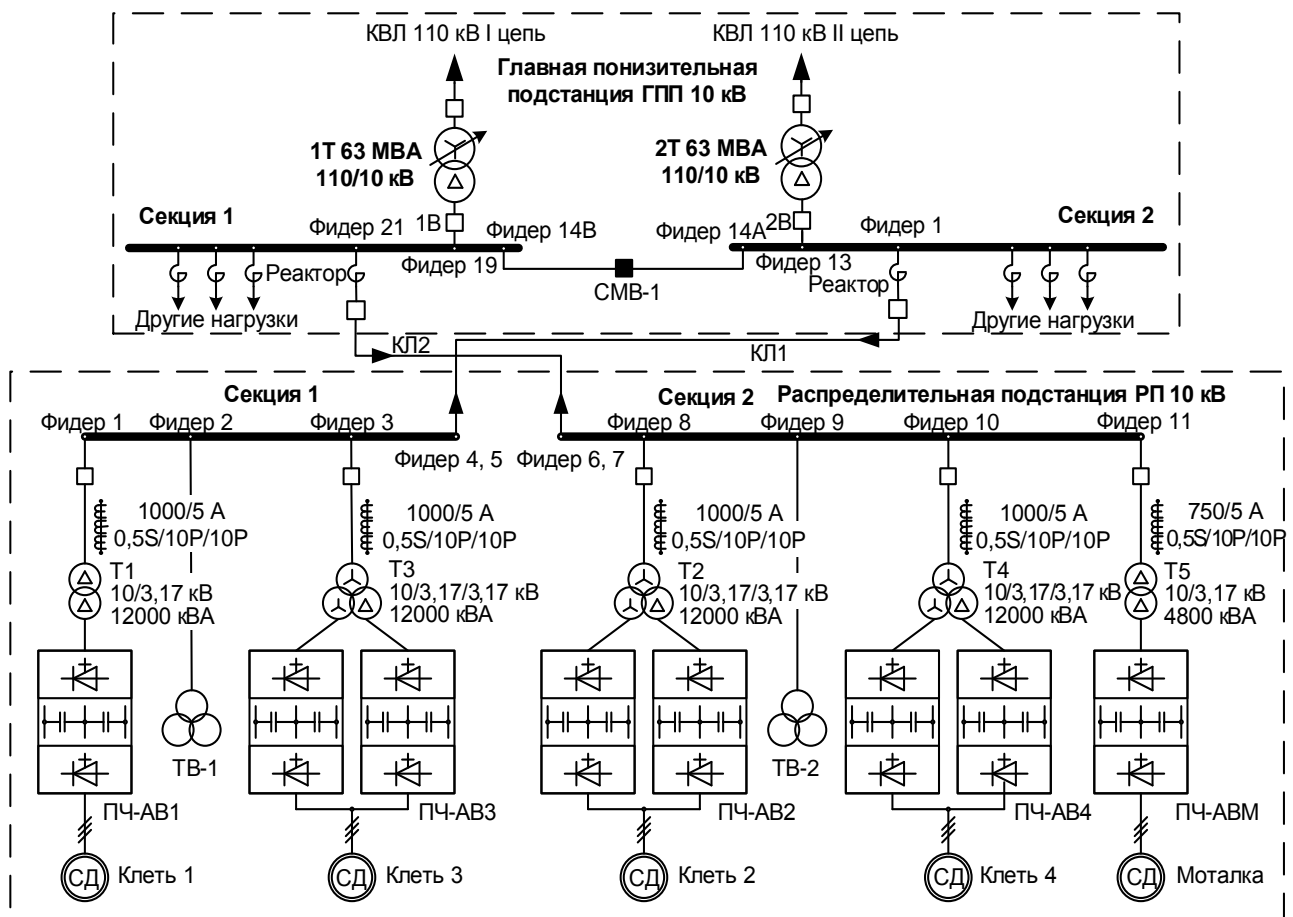 КВЛ 110 кВ I цепь
КВЛ 110 кВ II цепь
Главная понизительная
подстанция ГПП 10 кВ
1Т 63 МВА
110/10 кВ
2Т 63 МВА
110/10 кВ
Секция 1
Фидер 21
1В
Фидер 14В
Фидер 14А
2В
Фидер 1
Секция 2
Реактор
Фидер 19
СМВ-1
Фидер 13
Реактор
Другие нагрузки
Другие нагрузки
КЛ2
КЛ1
Секция 1
Секция 2
Распределительная подстанция РП 10 кВ
Фидер 1
Фидер 2
Фидер 3
Фидер 4, 5
Фидер 6, 7
Фидер 8
Фидер 9
Фидер 10
Фидер 11
1000/5 А
0,5S/10P/10P
1000/5 А
0,5S/10P/10P
1000/5 А
0,5S/10P/10P
1000/5 А
0,5S/10P/10P
750/5 А
0,5S/10P/10P
Т1
10/3,17 кВ
12000 кВА
Т3
10/3,17/3,17 кВ
12000 кВА
Т2
10/3,17/3,17 кВ
12000 кВА
Т4
10/3,17/3,17 кВ
12000 кВА
Т5
10/3,17 кВ
4800 кВА
ТВ-1
ТВ-2
ПЧ-АВ1
ПЧ-АВ3
ПЧ-АВ2
ПЧ-АВ4
ПЧ-АВМ
СД
Клеть 1
СД
Клеть 3
СД
Клеть 2
СД
Клеть 4
СД
Моталка